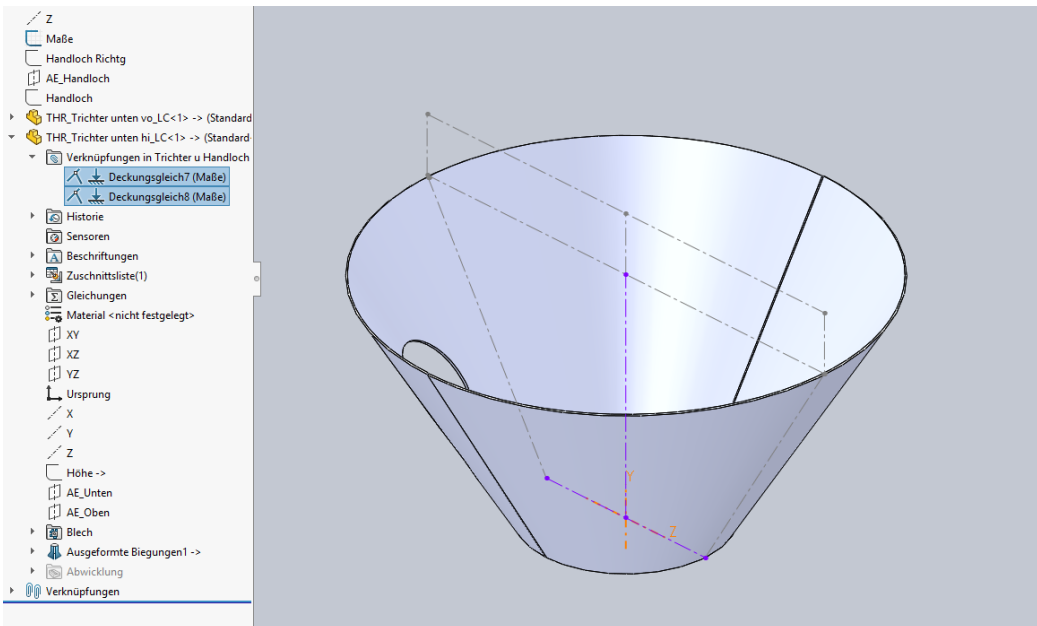 Z
Maße
Handloch Richtg
AE_Handloch
Handloch
THR_Trichter unten vo_LC<1> -> (Standard
THR_Trichter unten hi_LC<1> -> (Standard
Verknüpfungen in Trichter u Handloch
Deckungsgleich7 (Maße)
Deckungsgleich8 (Maße)
Historie
Sensoren
Beschriftungen
Zuschnittsliste(1)
Gleichungen
Material <nicht festgelegt>
XY
XZ
YZ
Ursprung
X
Y
Z
Höhe ->
AE_Unten
AE_Oben
Blech
Ausgeformte Biegungen1 ->
Abwicklung
Verknüpfungen
Y
Z